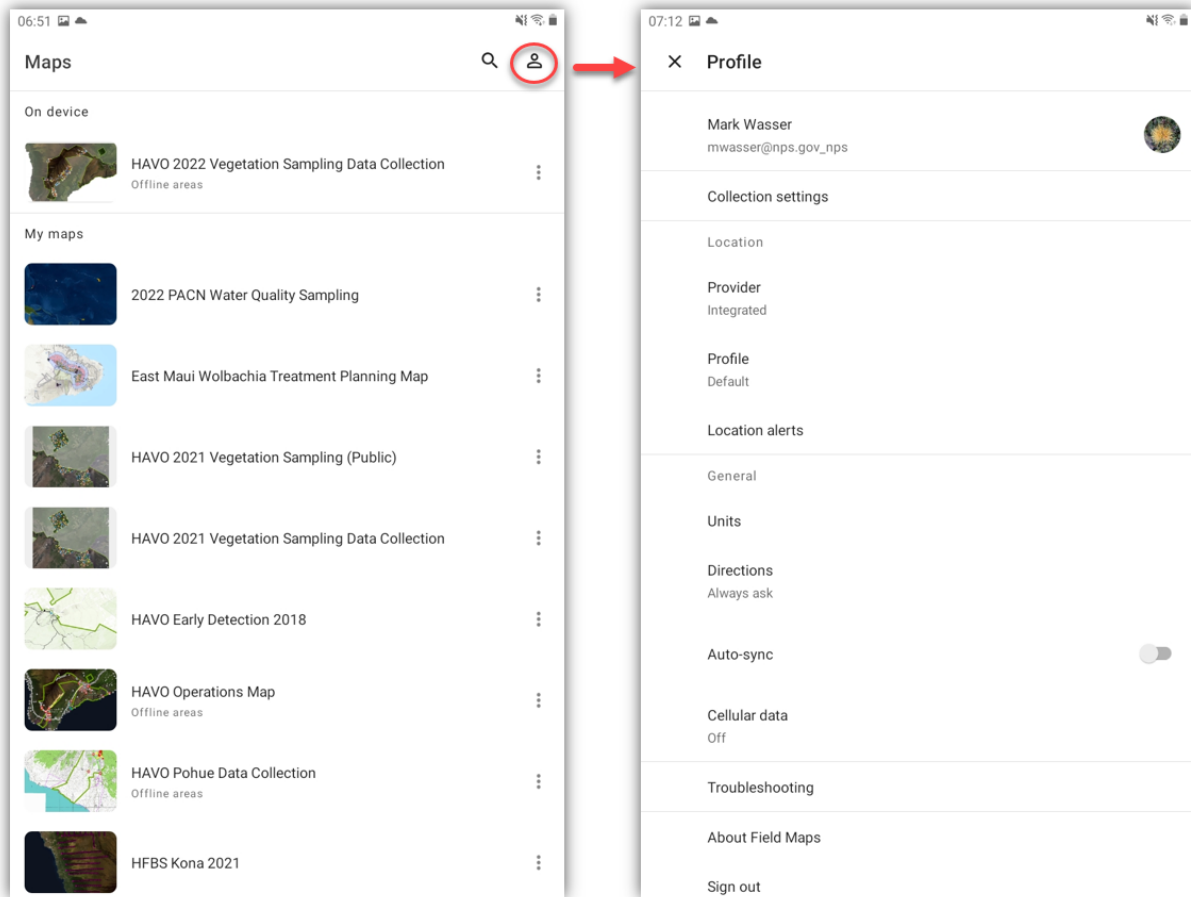 06:51
Maps
On device
HAVO 2022 Vegetation Sampling Data Collection
Offline areas
My maps
2022 PACN Water Quality Sampling
East Maui Wolbachia Treatment Planning Map
HAVO 2021 Vegetation Sampling (Public)
HAVO 2021 Vegetation Sampling Data Collection
HAVO Early Detection 2018
HAVO Operations Map
Offline areas
HAVO Pohue Data Collection
Offline areas
HFBS Kona 2021
07:12
Profile
Mark Wasser
mwasser@nps.gov_nps
Collection settings
Location
Provider
Integrated
Profile
Default
Location alerts
General
Units
Directions
Always ask
Auto-sync
Cellular data
Off
Troubleshooting
About Field Maps
Sign out